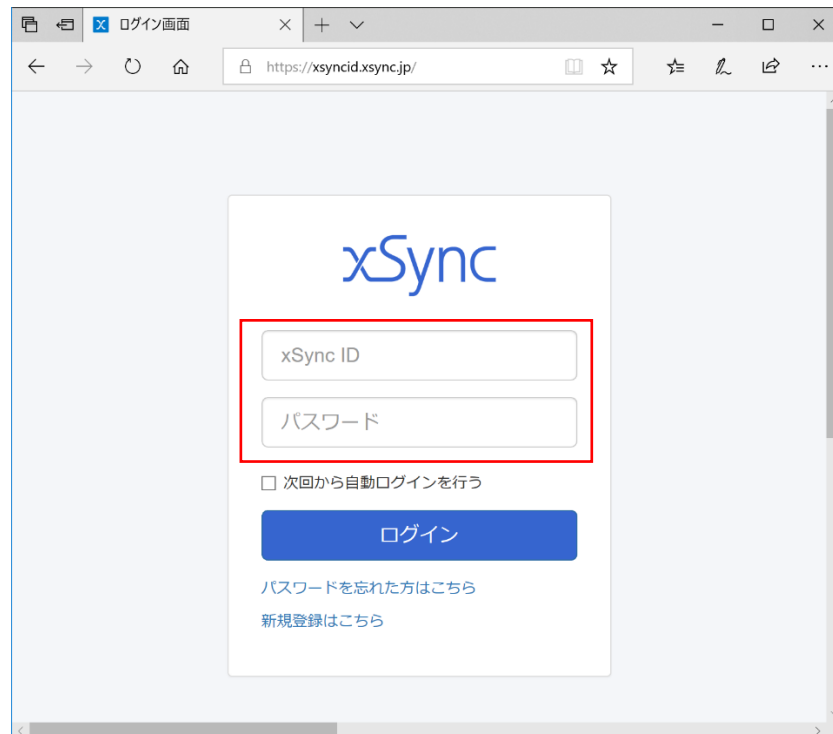 ログイン画面
https://xsyncid.xsync.jp/
xSync
xSync ID
パスワード
次回から自動ログインを行う
ログイン
パスワードを忘れた方はこちら
新規登録はこちら